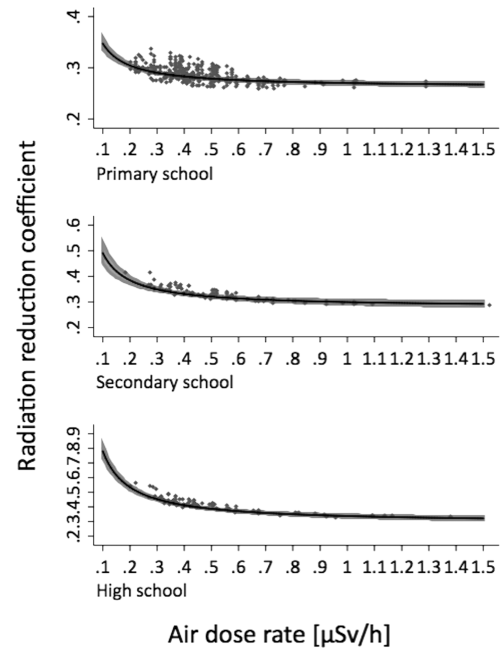 Radiation reduction coefficient
.4
.3
.2
.1 .2 .3 .4 .5 .6 .7 .8 .9 1 1.1 1.2 1.3 1.4 1.5
Primary school
.6
.5
.4
.3
.2
.1 .2 .3 .4 .5 .6 .7 .8 .9 1 1.1 1.2 1.3 1.4 1.5
Secondary school
.2.3.4.5.6.7.8.9
.1 .2 .3 .4 .5 .6 .7 .8 .9 1 1.1 1.2 1.3 1.4 1.5
High school
Air dose rate [µSv/h]